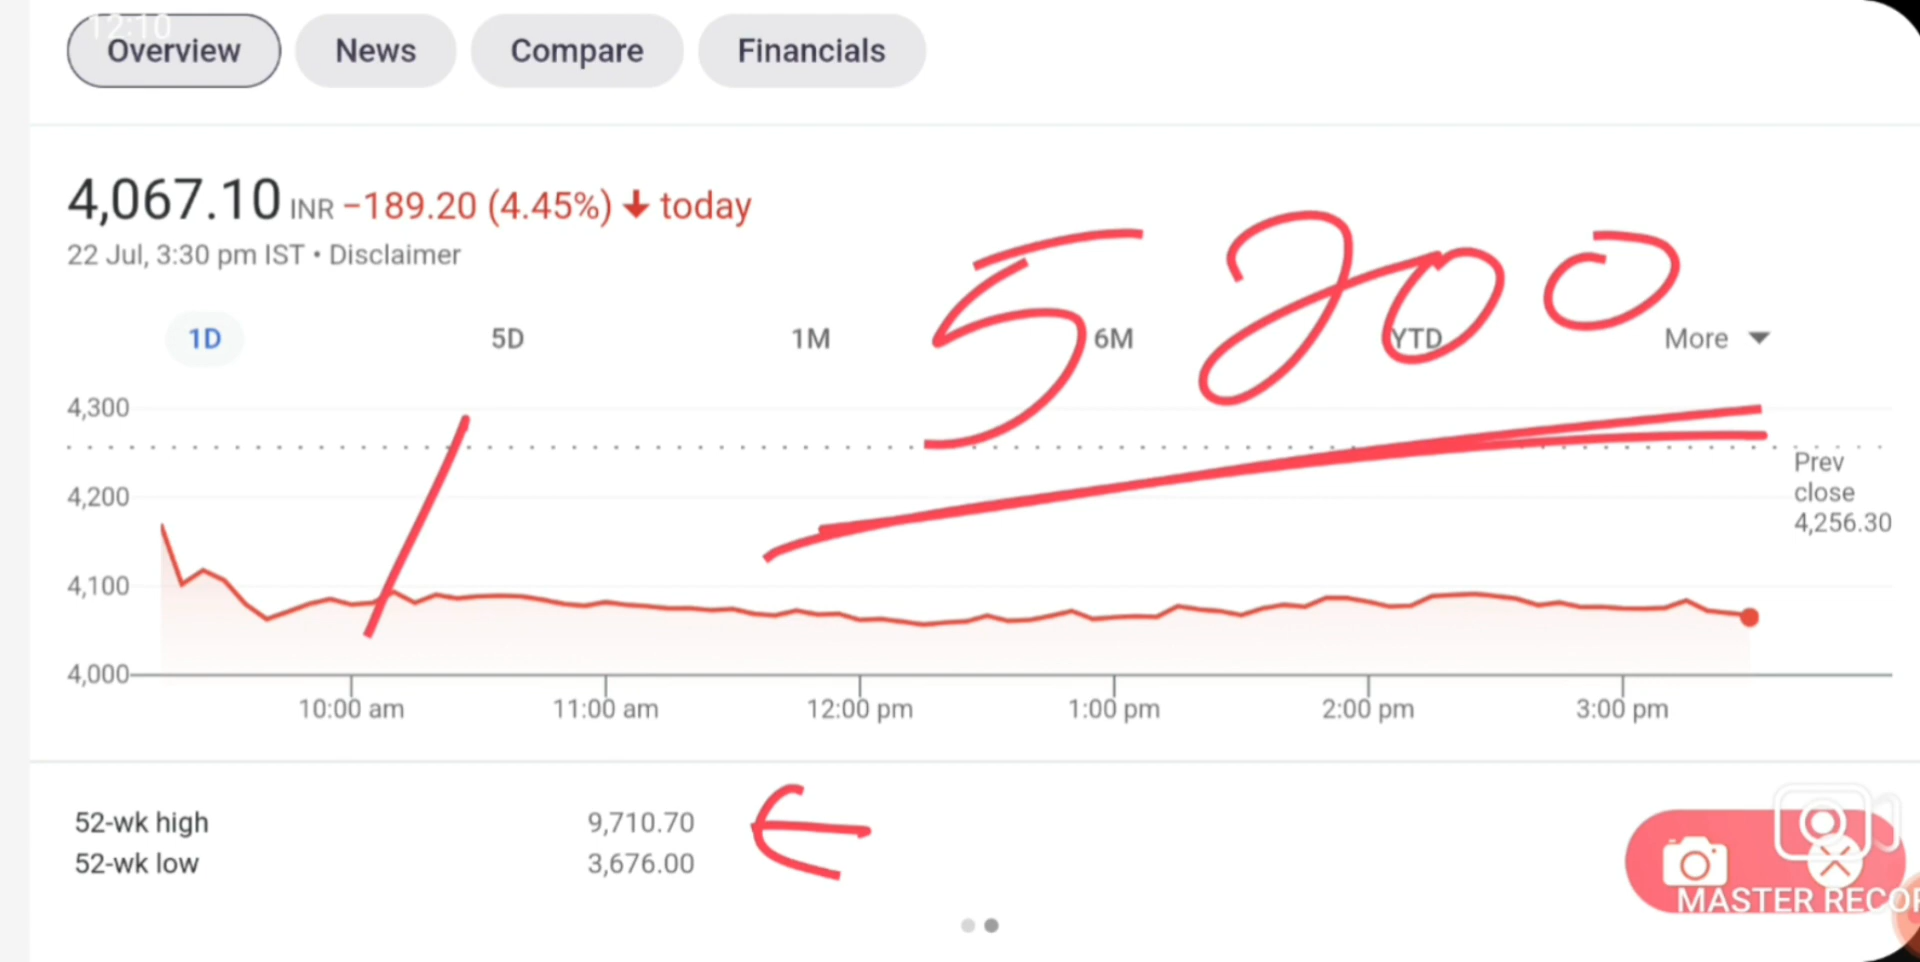 12:10
Overview News Compare Financials
4,067.10 INR −189.20 (4.45%) today
22 Jul, 3:30 pm IST • Disclaimer
5200
1D 5D 1M 6M YTD More
4,300
4,200
4,100
4,000
Prev
close
4,256.30
10:00 am 11:00 am 12:00 pm 1:00 pm 2:00 pm 3:00 pm
52-wk high 9,710.70
52-wk low 3,676.00
MASTER RECOR